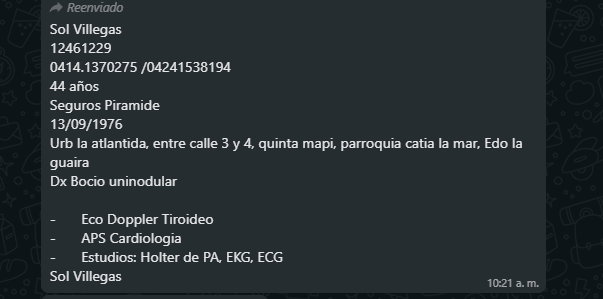 Reenviado
Sol Villegas
12461229
0414.1370275 /04241538194
44 años
Seguros Piramide
13/09/1976
Urb la atlantida, entre calle 3 y 4, quinta mapi, parroquia catia la mar, Edo la
guaira
Dx Bocio uninodular
- Eco Doppler Tiroideo
- APS Cardiologia
- Estudios: Holter de PA, EKG, ECG
Sol Villegas
10:21 a. m.